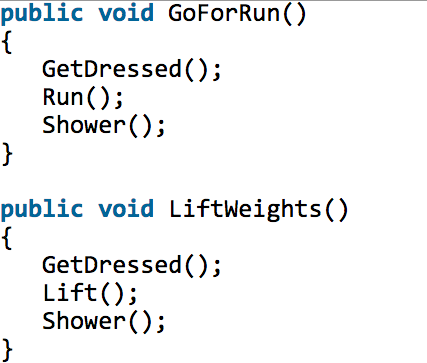 public void GoForRun()
{
GetDressed();
Run();
Shower();
}
public void LiftWeights()
{
GetDressed();
Lift();
Shower();
}